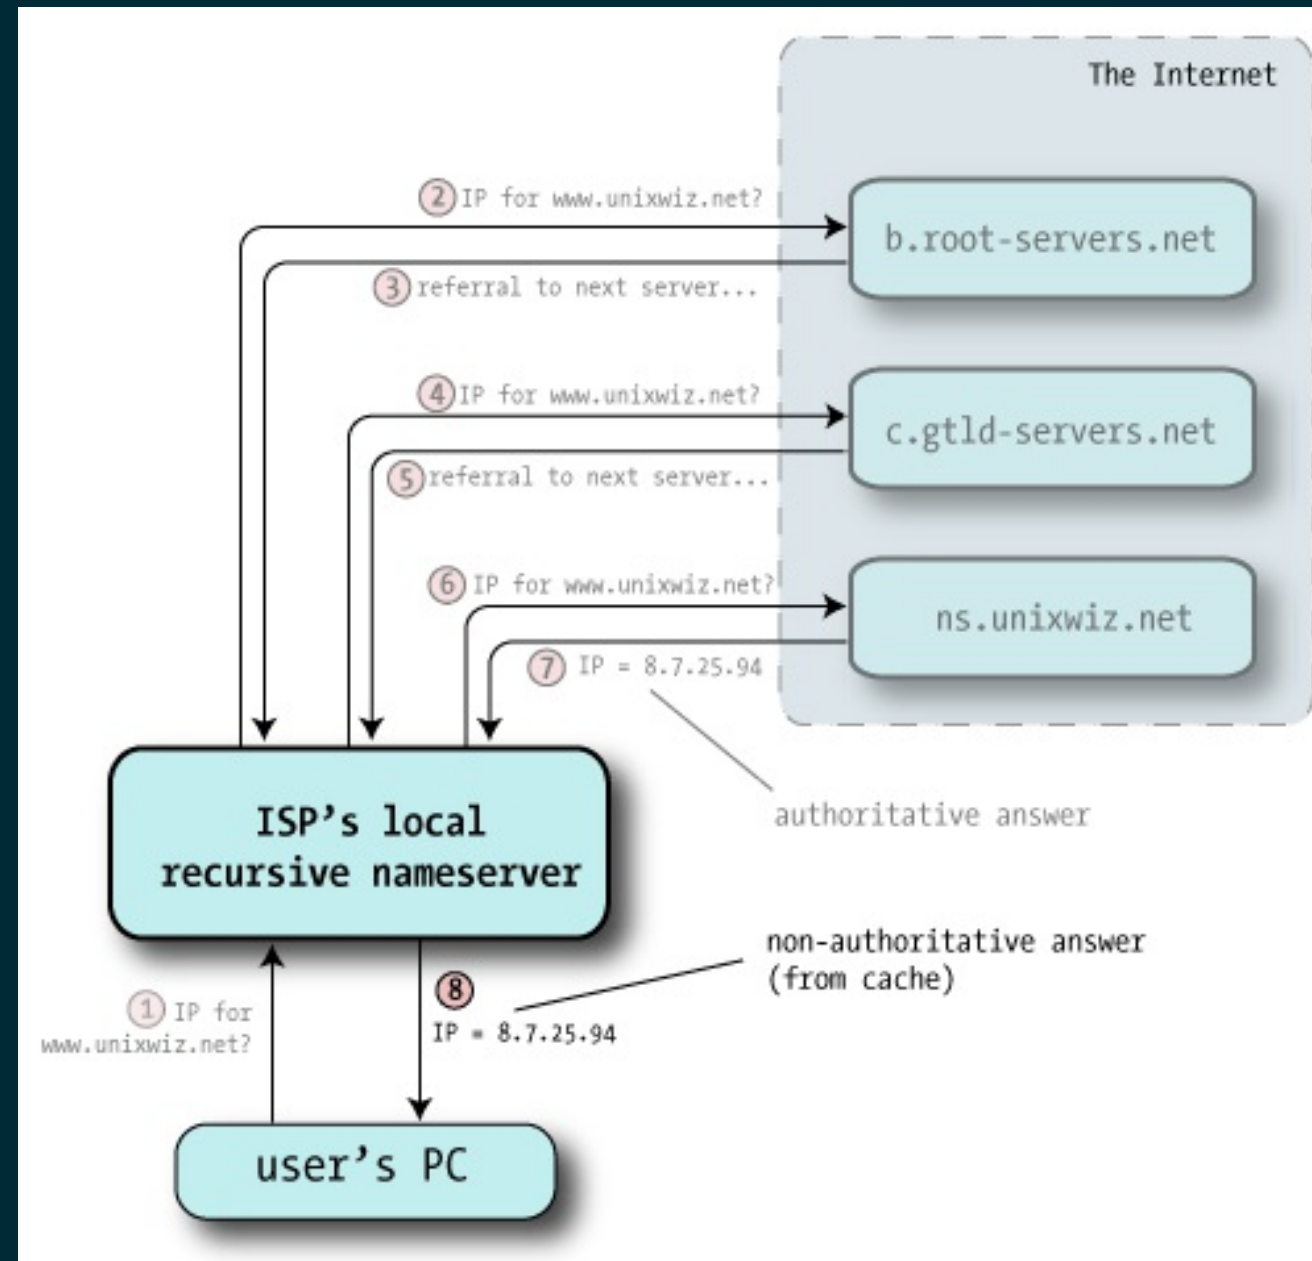 The Internet
2 IP for www.unixwiz.net?
b.root-servers.net
3 referral to next server...
4 IP for www.unixwiz.net?
c.gtld-servers.net
5 referral to next server...
6 IP for www.unixwiz.net?
ns.unixwiz.net
7 IP = 8.7.25.94
authoritative answer
ISP's local
recursive nameserver
non-authoritative answer
(from cache)
8
IP = 8.7.25.94
1 IP for
www.unixwiz.net?
user's PC